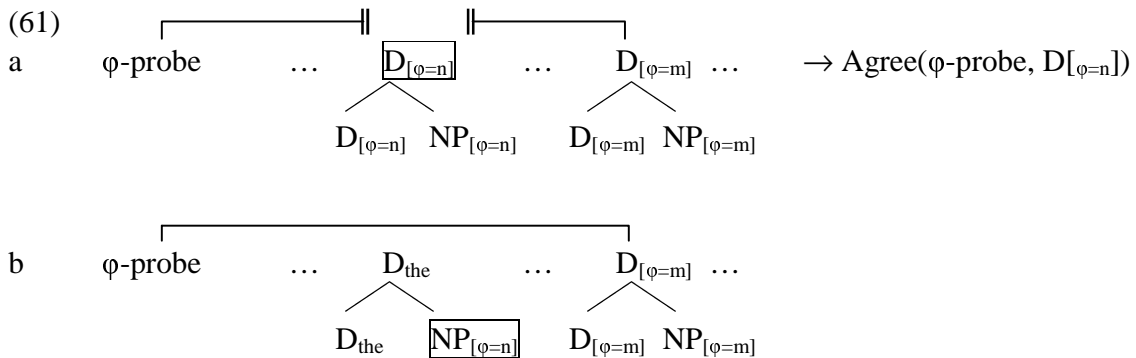 (61)
a φ-probe … D[φ=n] … D[φ=m] … → Agree(φ-probe, D[φ=n])
D[φ=n] NP[φ=n] D[φ=m] NP[φ=m]
b φ-probe … Dthe … D[φ=m] …
Dthe NP[φ=n] D[φ=m] NP[φ=m]